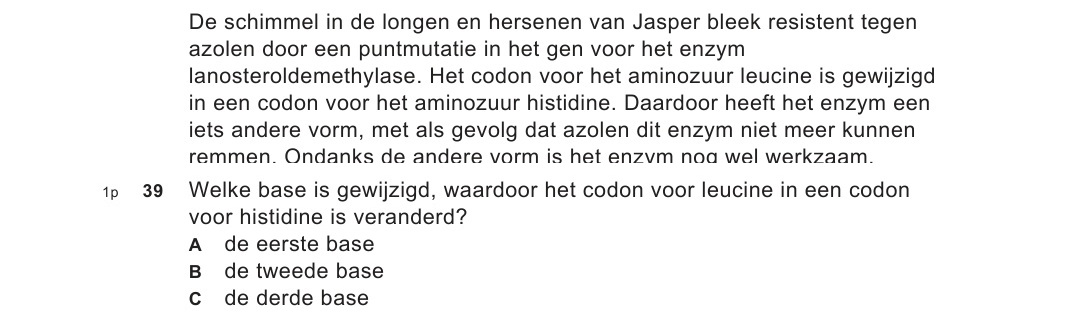 De schimmel in de longen en hersenen van Jasper bleek resistent tegen
azolen door een puntmutatie in het gen voor het enzym
lanosteroldemethylase. Het codon voor het aminozuur leucine is gewijzigd
in een codon voor het aminozuur histidine. Daardoor heeft het enzym een
iets andere vorm, met als gevolg dat azolen dit enzym niet meer kunnen
remmen. Ondanks de andere vorm is het enzym nog wel werkzaam.
1p 39 Welke base is gewijzigd, waardoor het codon voor leucine in een codon
voor histidine is veranderd?
A de eerste base
B de tweede base
C de derde base